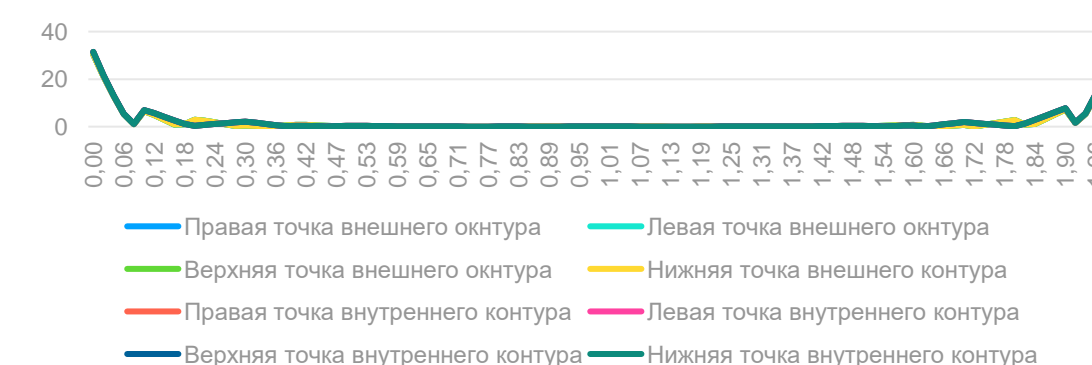 40
20
0
0,00 0,06 0,12 0,18 0,24 0,30 0,36 0,42 0,47 0,53 0,59 0,65 0,71 0,77 0,83 0,89 0,95 1,01 1,07 1,13 1,19 1,25 1,31 1,37 1,42 1,48 1,54 1,60 1,66 1,72 1,78 1,84 1,90
Правая точка внешнего окнтура Левая точка внешнего окнтура
Верхняя точка внешнего окнтура Нижняя точка внешнего контура
Правая точка внутреннего контура Левая точка внутреннего контура
Верхняя точка внутреннего контура Нижняя точка внутреннего контура